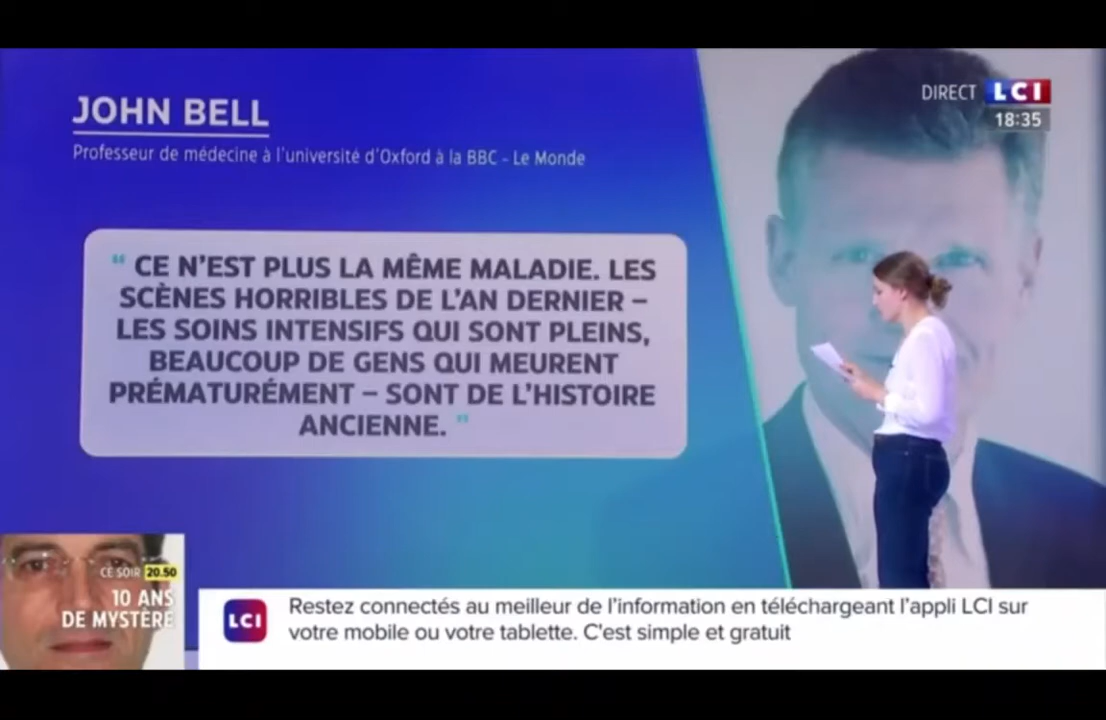 JOHN BELL
Professeur de médecine à l'université d'Oxford à la BBC - Le Monde
DIRECT LCI
18:35
“ CE N'EST PLUS LA MÊME MALADIE. LES
SCÈNES HORRIBLES DE L'AN DERNIER –
LES SOINS INTENSIFS QUI SONT PLEINS,
BEAUCOUP DE GENS QUI MEURENT
PRÉMATURÉMENT – SONT DE L'HISTOIRE
ANCIENNE. ”
CE SOIR 20.50
10 ANS
DE MYSTÈRE
LCI
Restez connectés au meilleur de l'information en téléchargeant l'appli LCI sur
votre mobile ou votre tablette. C'est simple et gratuit